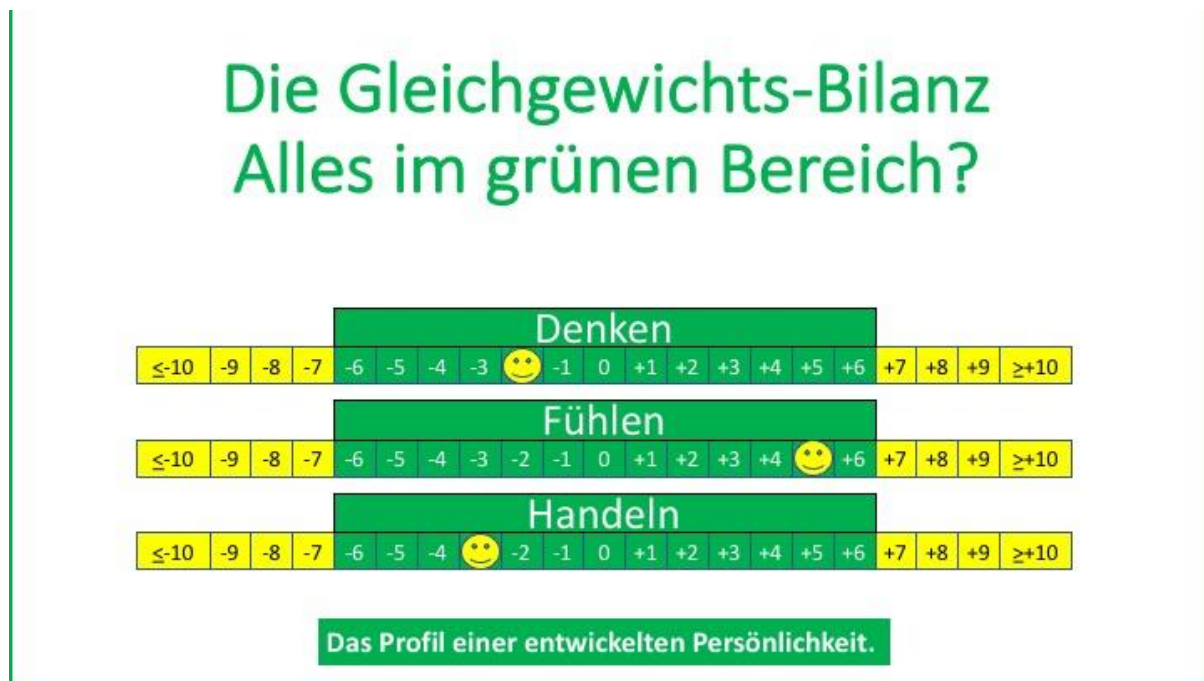 Die Gleichgewichts-Bilanz
Alles im grünen Bereich?
Denken
≤-10 -9 -8 -7 -6 -5 -4 -3 -1 0 +1 +2 +3 +4 +5 +6 +7 +8 +9 ≥+10
Fühlen
≤-10 -9 -8 -7 -6 -5 -4 -3 -2 -1 0 +1 +2 +3 +4 +6 +7 +8 +9 ≥+10
Handeln
≤-10 -9 -8 -7 -6 -5 -4 -2 -1 0 +1 +2 +3 +4 +5 +6 +7 +8 +9 ≥+10
Das Profil einer entwickelten Persönlichkeit.